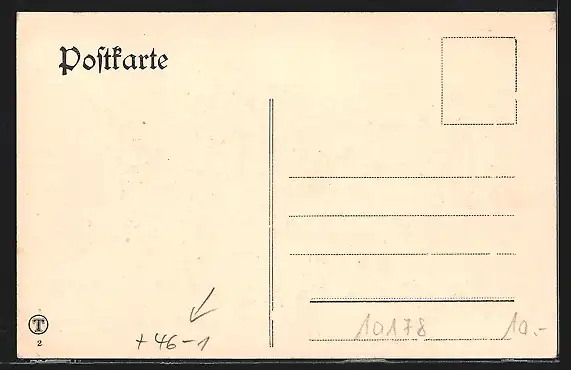 Postkarte
T
2
+ 46-1
10178 10.-